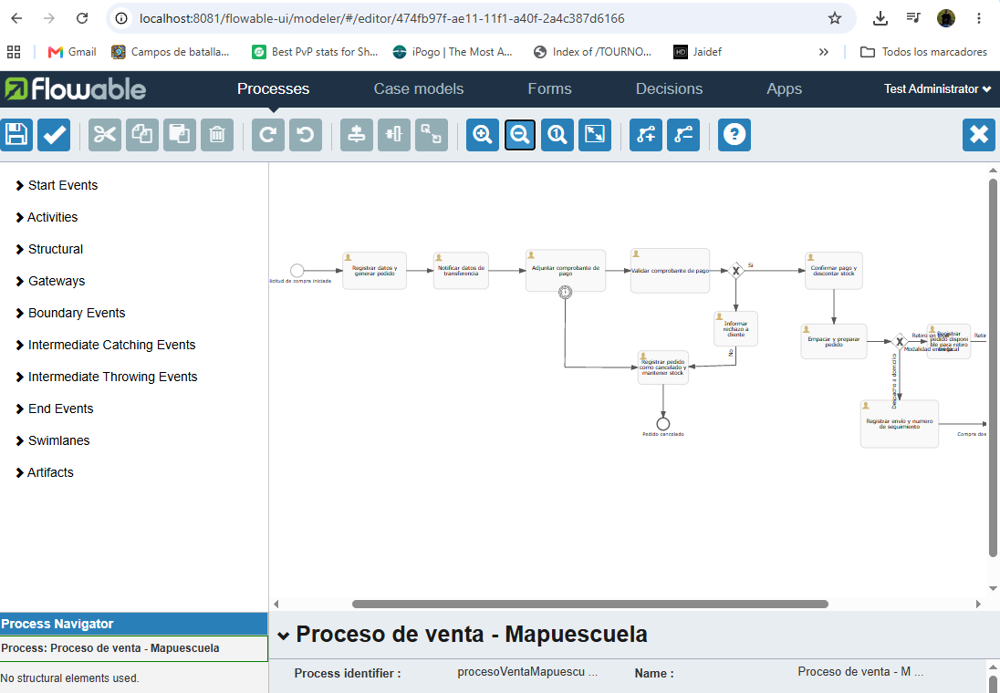 localhost:8081/flowable-ui/modeler/#/editor/474fb97f-ae11-11f1-a40f-2a4c387d6166
Gmail
Campos de batalla...
Best PvP stats for Sh...
iPogo | The Most A...
Index of /TOURNO...
HD
Jaidef
»
Todos los marcadores
flowable
Processes
Case models
Forms
Decisions
Apps
Test Administrator
Start Events
Activities
Structural
Gateways
Boundary Events
Intermediate Catching Events
Intermediate Throwing Events
End Events
Swimlanes
Artifacts
licitud de compra iniciada
Registrar datos y
generar pedido
Notificar datos de
transferencia
Adjuntar comprobante de
pago
Validar comprobante de pago
X
Si
Confirmar pago y
descontar stock
Informar
rechazo a
cliente
No
Registrar pedido
como cancelado y
mantener stock
Pedido cancelado
Empacar y preparar
pedido
X
Retiro en local
Modalidad entrega
Registrar
pedido disponi
ble para retiro
local
Retir
Despacho a domicilio
Registrar envio y numero
de seguimiento
Compra des
Process Navigator
Process: Proceso de venta - Mapuescuela
No structural elements used.
Proceso de venta - Mapuescuela
Process identifier :
procesoVentaMapuescu ...
Name :
Proceso de venta - M ...